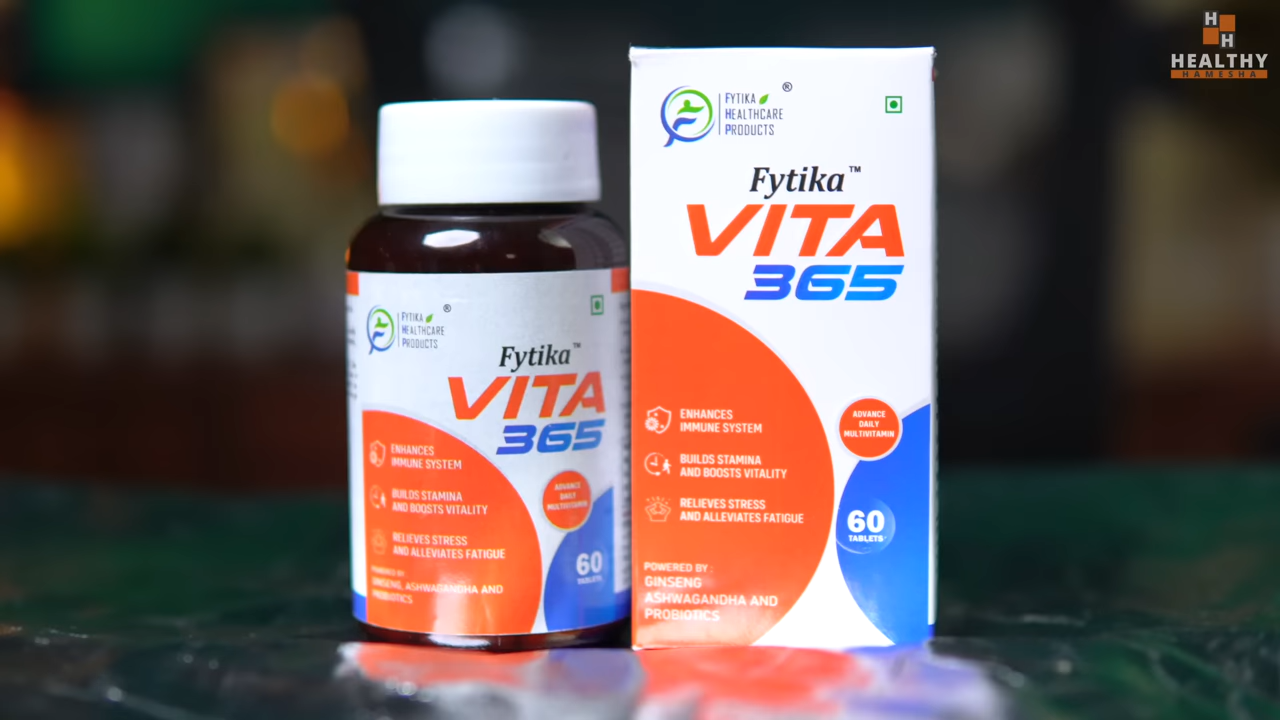 HH
HEALTHY
HAMESHA
FYTIKA
HEALTHCARE
PRODUCTS
®
Fytika™
VITA
365
ENHANCES
IMMUNE SYSTEM
BUILDS STAMINA
AND BOOSTS VITALITY
RELIEVES STRESS
AND ALLEVIATES FATIGUE
ADVANCE
DAILY
MULTIVITAMIN
60
TABLETS
POWERED BY
GINSENG, ASHWAGANDHA AND
PROBIOTICS
FYTIKA
HEALTHCARE
PRODUCTS
®
Fytika™
VITA
365
ENHANCES
IMMUNE SYSTEM
BUILDS STAMINA
AND BOOSTS VITALITY
RELIEVES STRESS
AND ALLEVIATES FATIGUE
ADVANCE
DAILY
MULTIVITAMIN
60
TABLETS
POWERED BY
GINSENG
ASHWAGANDHA AND
PROBIOTICS